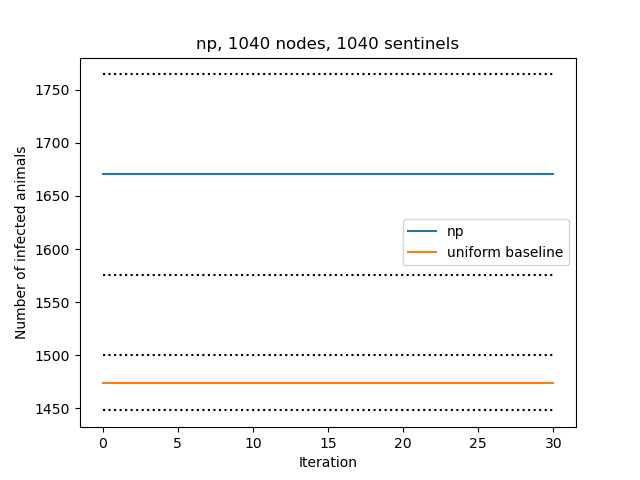 np, 1040 nodes, 1040 sentinels
1750
1700
1650
1600
1550
1500
1450
Number of infected animals
np
uniform baseline
0 5 10 15 20 25 30
Iteration